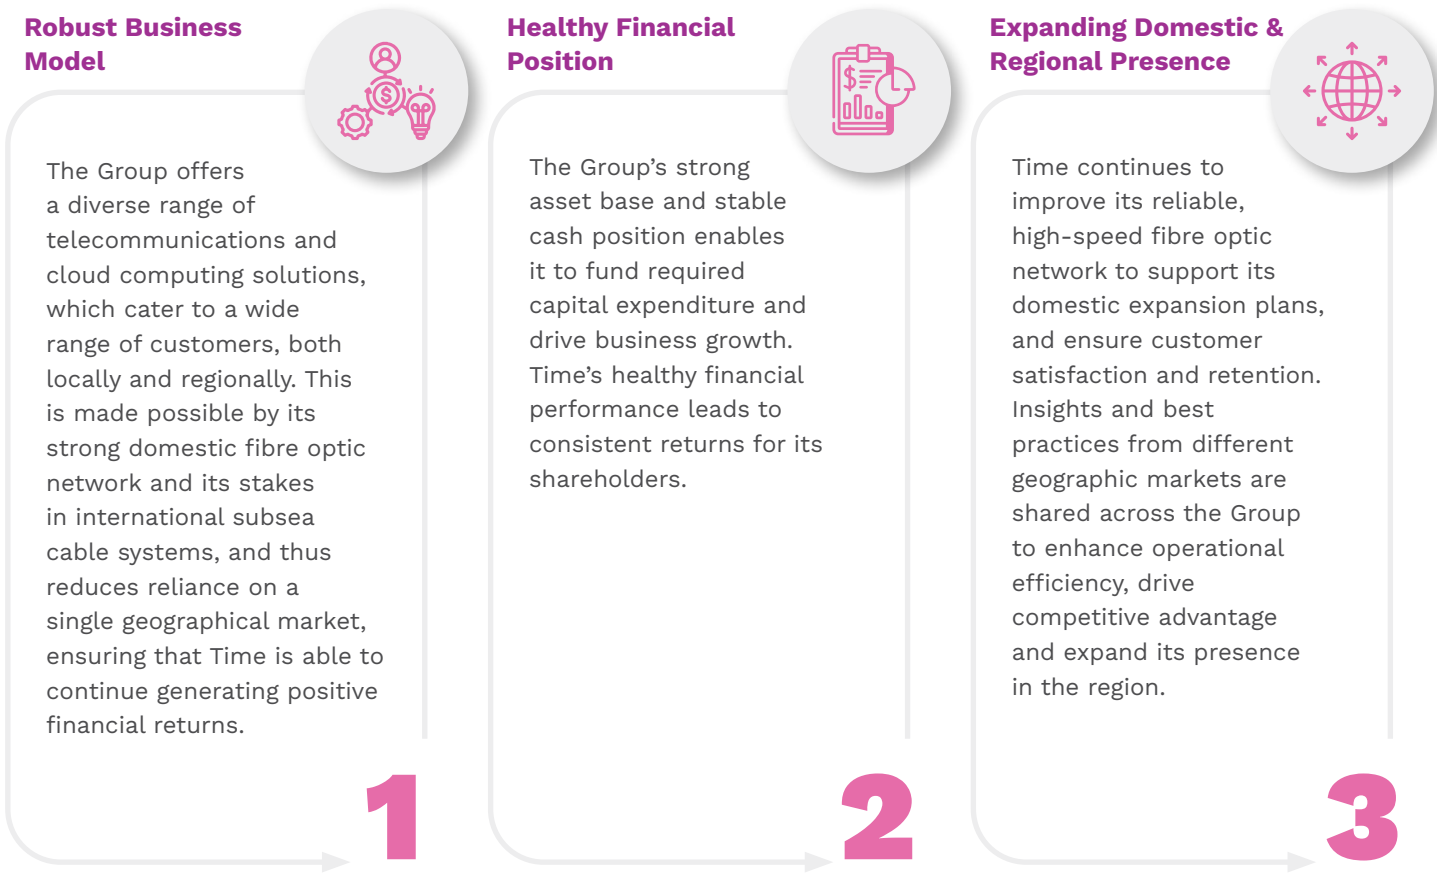 Robust Business
Model
The Group offers
a diverse range of
telecommunications and
cloud computing solutions,
which cater to a wide
range of customers, both
locally and regionally. This
is made possible by its
strong domestic fibre optic
network and its stakes
in international subsea
cable systems, and thus
reduces reliance on a
single geographical market,
ensuring that Time is able to
continue generating positive
financial returns.
1
Healthy Financial
Position
$
The Group's strong
asset base and stable
cash position enables
it to fund required
capital expenditure and
drive business growth.
Time's healthy financial
performance leads to
consistent returns for its
shareholders.
2
Expanding Domestic &
Regional Presence
Time continues to
improve its reliable,
high-speed fibre optic
network to support its
domestic expansion plans,
and ensure customer
satisfaction and retention.
Insights and best
practices from different
geographic markets are
shared across the Group
to enhance operational
efficiency, drive
competitive advantage
and expand its presence
in the region.
3